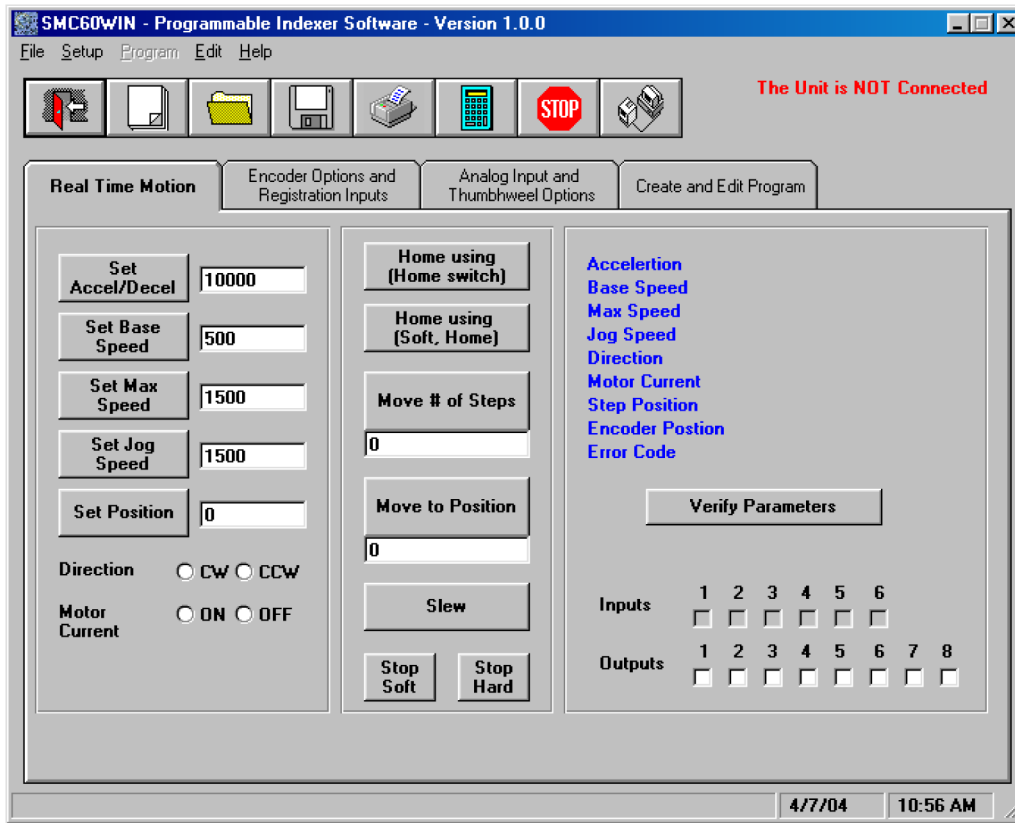 SMC60WIN - Programmable Indexer Software - Version 1.0.0
File Setup Program Edit Help
STOP
The Unit is NOT Connected
Real Time Motion
Encoder Options and
Registration Inputs
Analog Input and
Thumbhweel Options
Create and Edit Program
Set
Accel/Decel
10000
Set Base
Speed
500
Set Max
Speed
1500
Set Jog
Speed
1500
Set Position
0
Direction CW CCW
Motor
Current
ON OFF
Home using
(Home switch)
Home using
(Soft, Home)
Move # of Steps
0
Move to Position
0
Slew
Stop
Soft
Stop
Hard
Accelertion
Base Speed
Max Speed
Jog Speed
Direction
Motor Current
Step Position
Encoder Postion
Error Code
Verify Parameters
Inputs 1 2 3 4 5 6
Outputs 1 2 3 4 5 6 7 8
4/7/04 10:56 AM